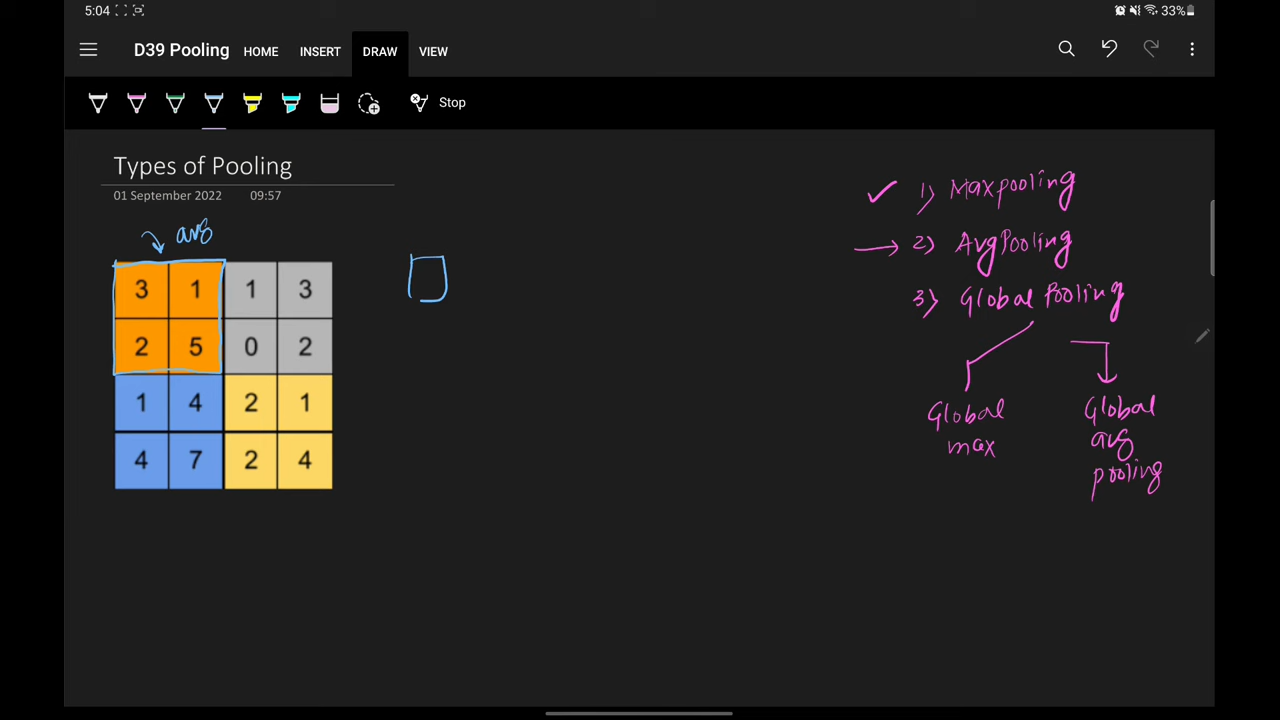 5:04
33%
D39 Pooling HOME INSERT DRAW VIEW
Stop
Types of Pooling
01 September 2022 09:57
avg
3 1 1 3
2 5 0 2
1 4 2 1
4 7 2 4
✓ 1) Maxpooling
→ 2) AvgPooling
3) Global Pooling
Global
max
Global
avg
pooling